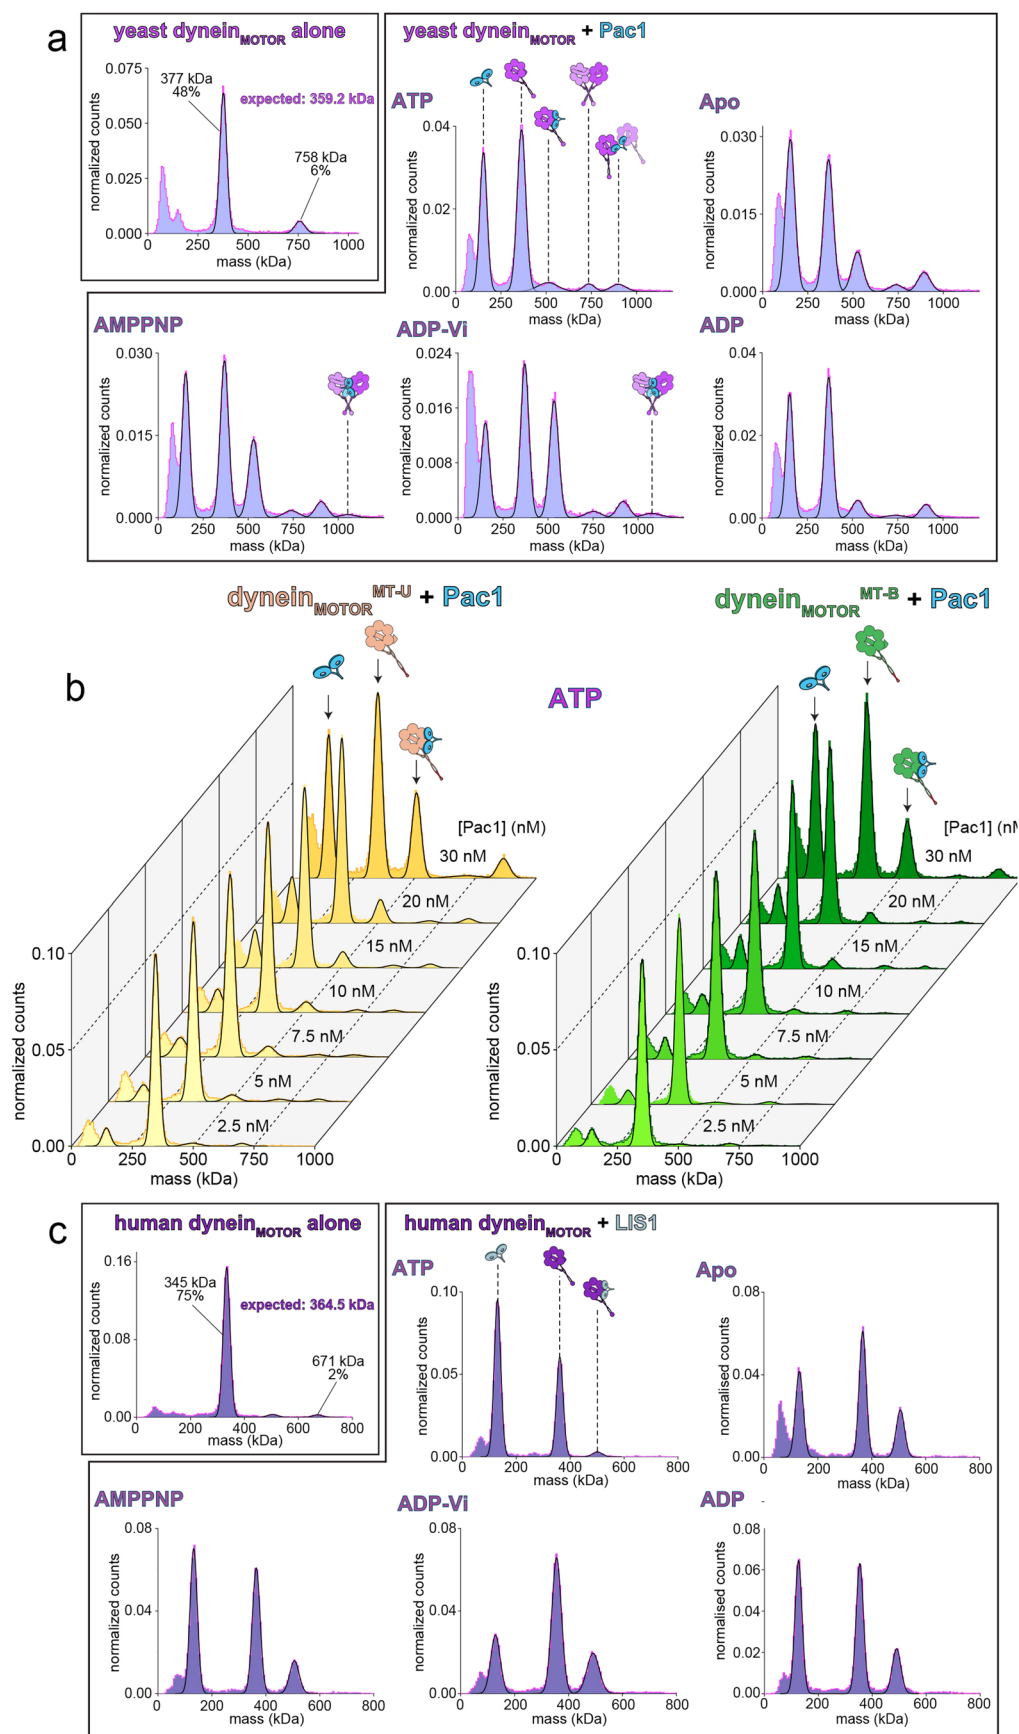 a
yeast dyneinMOTOR alone
0.075
0.050
0.025
0.000
normalized counts
377 kDa
48%
expected: 359.2 kDa
758 kDa
6%
0 250 500 750 1000
mass (kDa)
yeast dyneinMOTOR + Pac1
ATP
0.04
0.02
0.00
normalized counts
250 500 750 1000
mass (kDa)
Apo
0.030
0.015
0.000
normalized counts
0 250 500 750 1000
mass (kDa)
AMPPNP
0.030
0.015
0.000
normalized counts
0 250 500 750 1000
mass (kDa)
ADP-Vi
0.024
0.016
0.008
0.000
normalized counts
0 250 500 750 1000
mass (kDa)
ADP
0.04
0.02
0.00
normalized counts
0 250 500 750 1000
mass (kDa)
b
dyneinMOTOR MT-U + Pac1
ATP
[Pac1] (nM)
30 nM
20 nM
15 nM
10 nM
7.5 nM
5 nM
2.5 nM
0.10
0.05
0.00
normalized counts
0 250 500 750 1000
mass (kDa)
dyneinMOTOR MT-B + Pac1
[Pac1] (nM
30 nM
20 nM
15 nM
10 nM
7.5 nM
5 nM
2.5 nM
0.10
0.05
0.00
normalized counts
0 250 500 750 1000
mass (kDa)
c
human dyneinMOTOR alone
0.16
0.08
0.00
normalized counts
345 kDa
75%
expected: 364.5 kDa
671 kDa
2%
0 200 400 600 800
mass (kDa)
human dyneinMOTOR + LIS1
ATP
0.10
0.05
0.00
normalized counts
0 200 400 600 800
mass (kDa)
Apo
0.08
0.04
0.00
normalised counts
0 200 400 600 800
mass (kDa)
AMPPNP
0.08
0.04
0.00
normalized counts
0 200 400 600 800
mass (kDa)
ADP-Vi
0.08
0.04
0.00
normalized counts
0 200 400 600 800
mass (kDa)
ADP
0.08
0.06
0.04
0.02
0.00
normalised counts
0 200 400 600 800
mass (kDa)